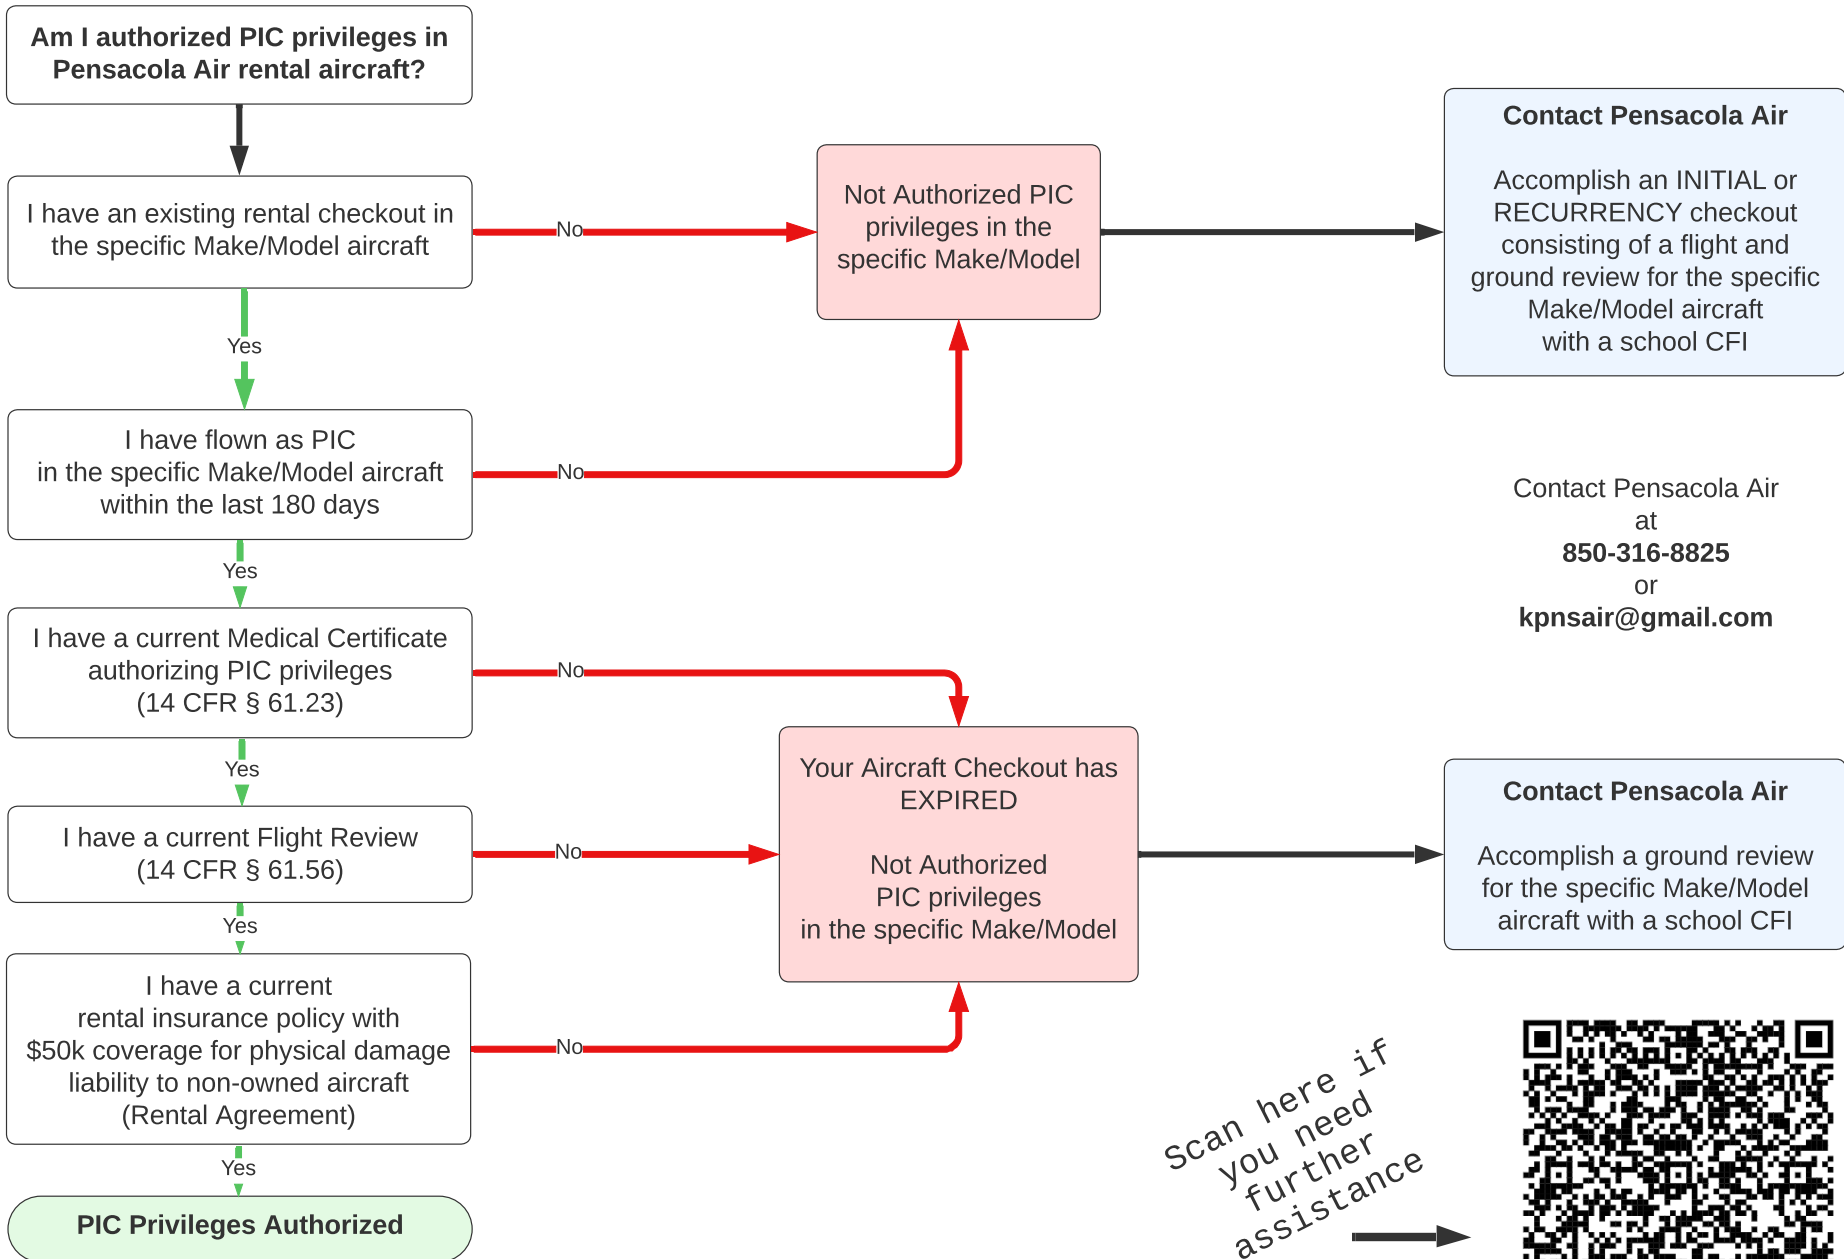 Am I authorized PIC privileges in
Pensacola Air rental aircraft?
I have an existing rental checkout in
the specific Make/Model aircraft
No
Not Authorized PIC
privileges in the
specific Make/Model
Contact Pensacola Air
Accomplish an INITIAL or
RECURRENCY checkout
consisting of a flight and
ground review for the specific
Make/Model aircraft
with a school CFI
Yes
I have flown as PIC
in the specific Make/Model aircraft
within the last 180 days
No
Contact Pensacola Air
at
850-316-8825
or
kpnsair@gmail.com
Yes
I have a current Medical Certificate
authorizing PIC privileges
(14 CFR § 61.23)
No
Yes
I have a current Flight Review
(14 CFR § 61.56)
No
Your Aircraft Checkout has
EXPIRED
Not Authorized
PIC privileges
in the specific Make/Model
Contact Pensacola Air
Accomplish a ground review
for the specific Make/Model
aircraft with a school CFI
Yes
I have a current
rental insurance policy with
$50k coverage for physical damage
liability to non-owned aircraft
(Rental Agreement)
No
Yes
PIC Privileges Authorized
Scan here if
you need
further
assistance